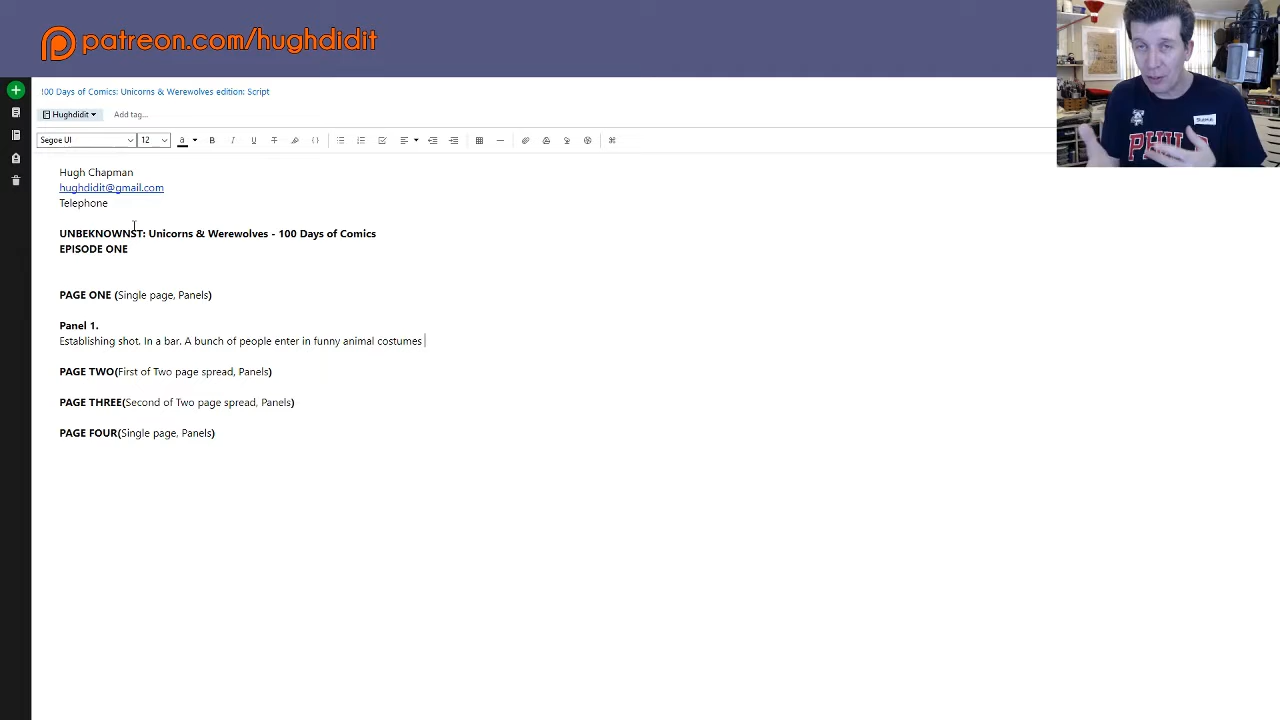 patreon.com/hughdidit
100 Days of Comics: Unicorns & Werewolves edition: Script
Hughdidit
Add tag...
Segoe UI
12
a
B
I
U
T
Hugh Chapman
hughdidit@gmail.com
Telephone
UNBEKNOWNST: Unicorns & Werewolves - 100 Days of Comics
EPISODE ONE
PAGE ONE (Single page, Panels)
Panel 1.
Establishing shot. In a bar. A bunch of people enter in funny animal costumes
PAGE TWO(First of Two page spread, Panels)
PAGE THREE(Second of Two page spread, Panels)
PAGE FOUR(Single page, Panels)